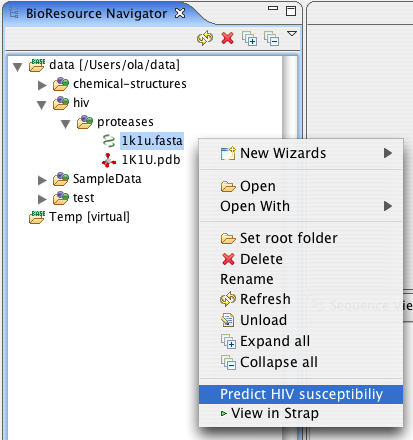 BioResource Navigator
data [/Users/ola/data]
chemical-structures
hiv
proteases
1k1u.fasta
1K1U.pdb
SampleData
test
Temp [virtual]
New Wizards
Open
Open With
Set root folder
Delete
Rename
Refresh
Unload
Expand all
Collapse all
Predict HIV susceptibiliy
View in Strap
Sequence Vie